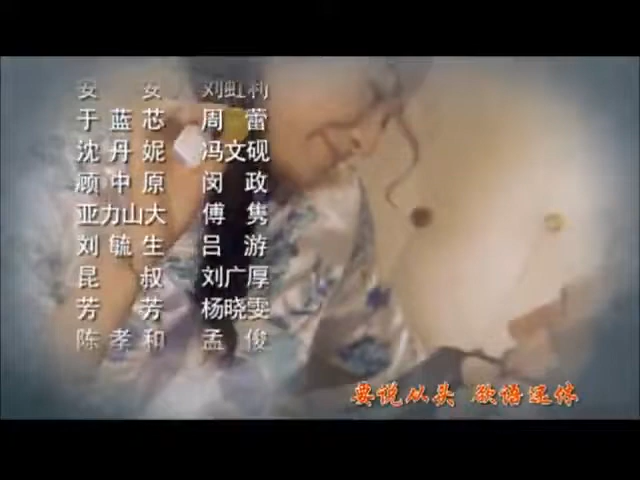 安 安 刘虹利
于蓝芯 周蕾
沈丹妮 冯文砚
顾中原 闵政
亚力山大 傅隽
刘毓生 吕游
昆叔 刘广厚
芳芳 杨晓雯
陈孝和 孟俊
要说从头 欲语还休